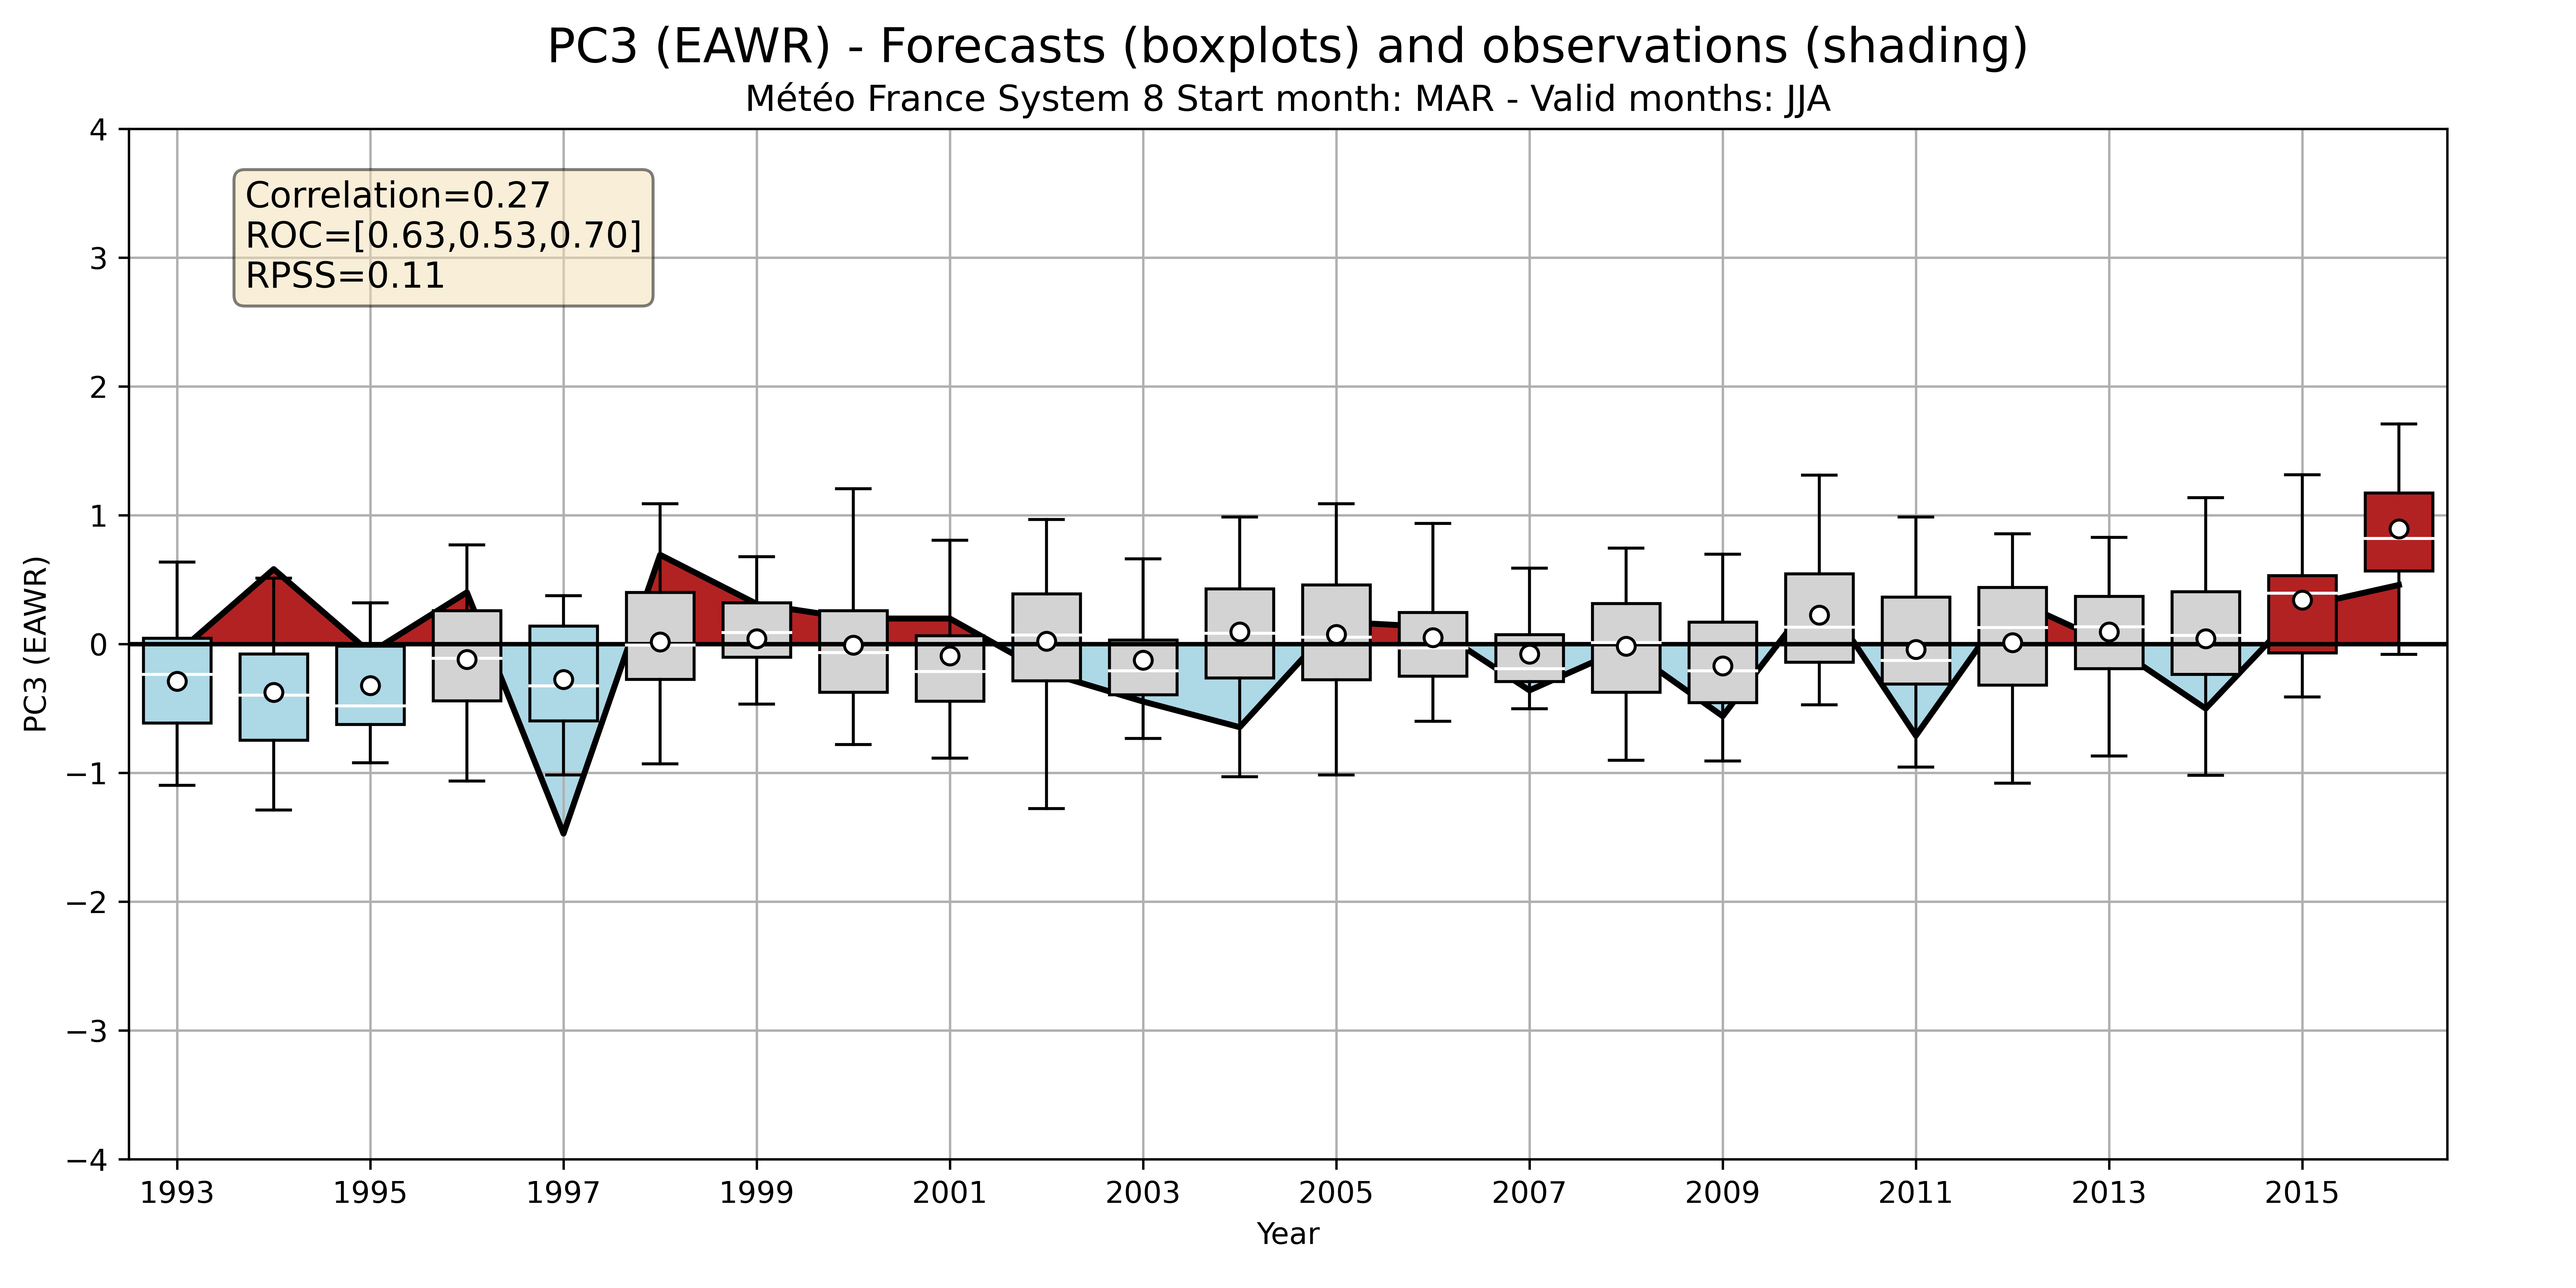 PC3 (EAWR) - Forecasts (boxplots) and observations (shading)
Météo France System 8 Start month: MAR - Valid months: JJA
Correlation=0.27
ROC=[0.63,0.53,0.70]
RPSS=0.11
PC3 (EAWR)
4
3
2
1
0
−1
−2
−3
−4
1993 1995 1997 1999 2001 2003 2005 2007 2009 2011 2013 2015
Year